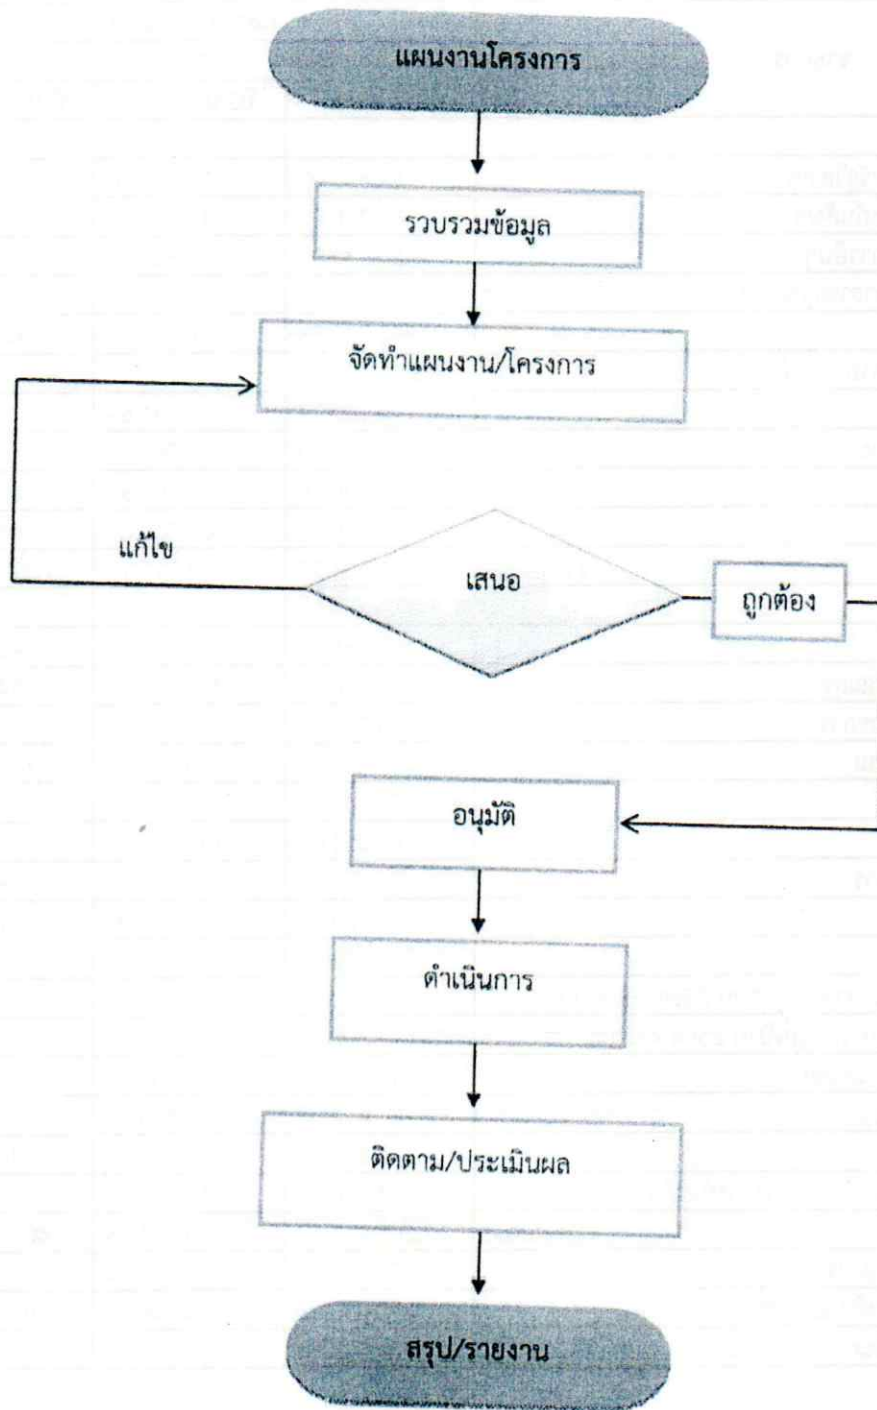 แผนงานโครงการ
รวบรวมข้อมูล
จัดทำแผนงาน/โครงการ
แก้ไข
เสนอ
ถูกต้อง
อนุมัติ
ดำเนินการ
ติดตาม/ประเมินผล
สรุป/รายงาน